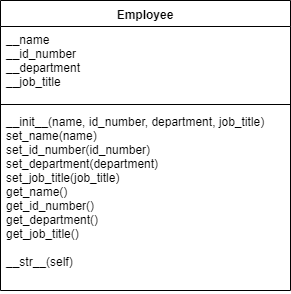 Employee
__name
__id_number
__department
__job_title
__init__(name, id_number, department, job_title)
set_name(name)
set_id_number(id_number)
set_department(department)
set_job_title(job_title)
get_name()
get_id_number()
get_department()
get_job_title()
__str__(self)